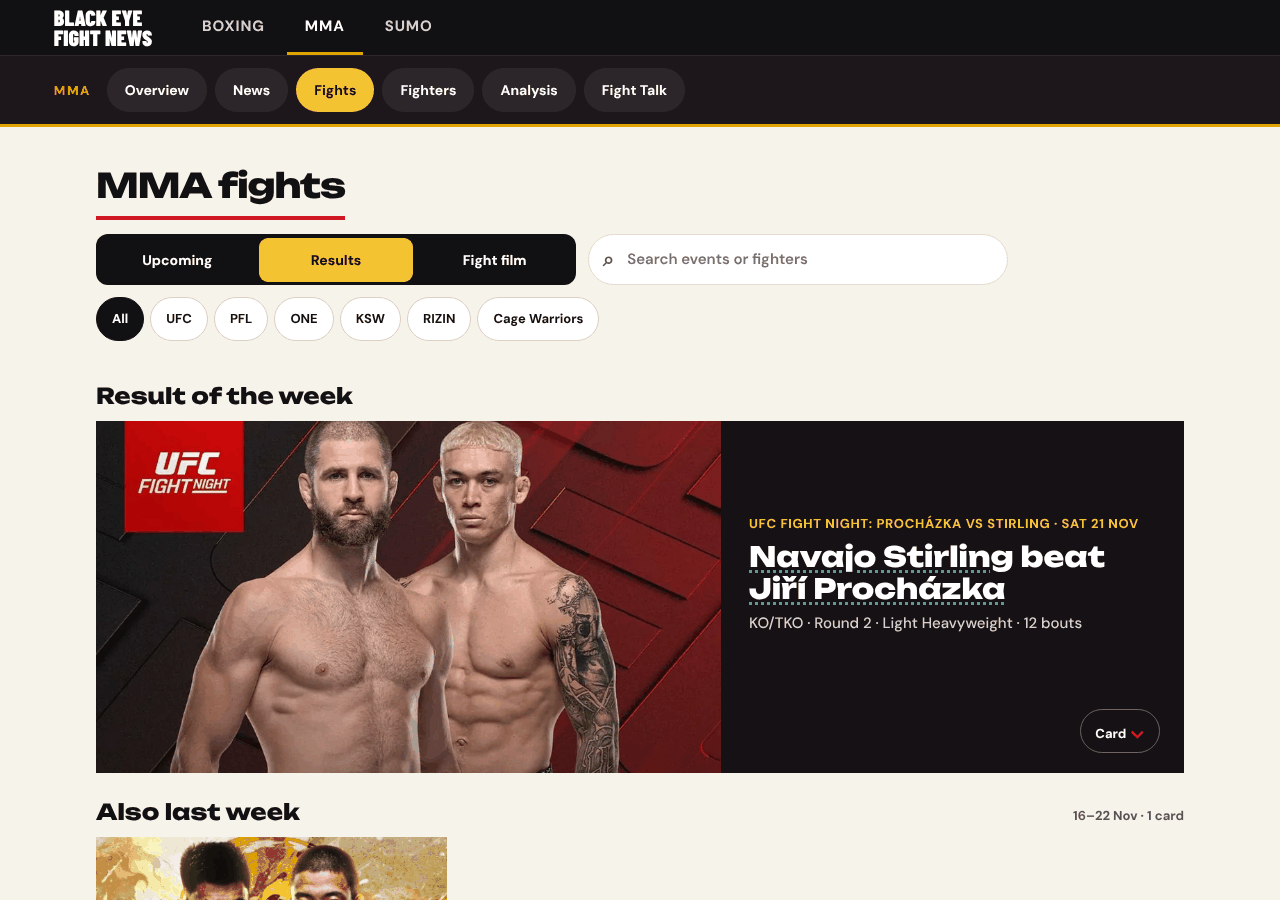 BLACK EYE
FIGHT NEWS
BOXING
MMA
SUMO
MMA
Overview
News
Fights
Fighters
Analysis
Fight Talk
MMA fights
Upcoming
Results
Fight film
Search events or fighters
All
UFC
PFL
ONE
KSW
RIZIN
Cage Warriors
Result of the week
UFC
FIGHT NIGHT
UFC FIGHT NIGHT: PROCHÁZKA VS STIRLING · SAT 21 NOV
Navajo Stirling beat
Jiří Procházka
KO/TKO · Round 2 · Light Heavyweight · 12 bouts
Card
Also last week
16–22 Nov · 1 card